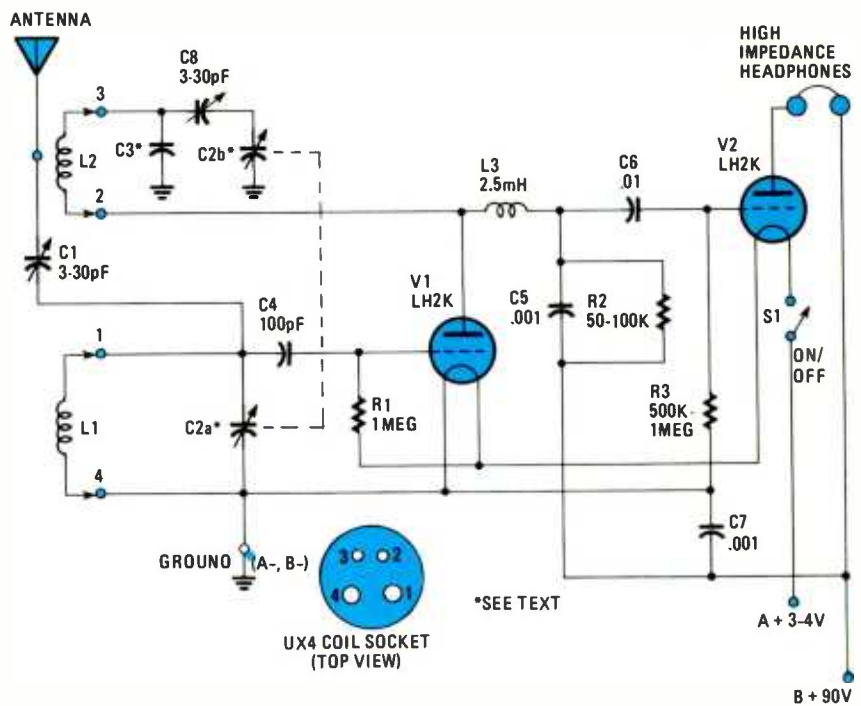 ANTENNA
C8
3-30pF
HIGH
IMPEDANCE
HEADPHONES
3
L2
C3*
C2b*
2
L3
2.5mH
C6
.01
V2
LH2K
C1
3-30pF
1
C4
100pF
V1
LH2K
C5
.001
R2
50-100K
S1
ON/
OFF
L1
C2a*
R1
1MEG
R3
500K-
1MEG
4
C7
.001
GROUND (A-, B-)
3 2
4 1
*SEE TEXT
UX4 COIL SOCKET
(TOP VIEW)
A + 3-4V
B + 90V